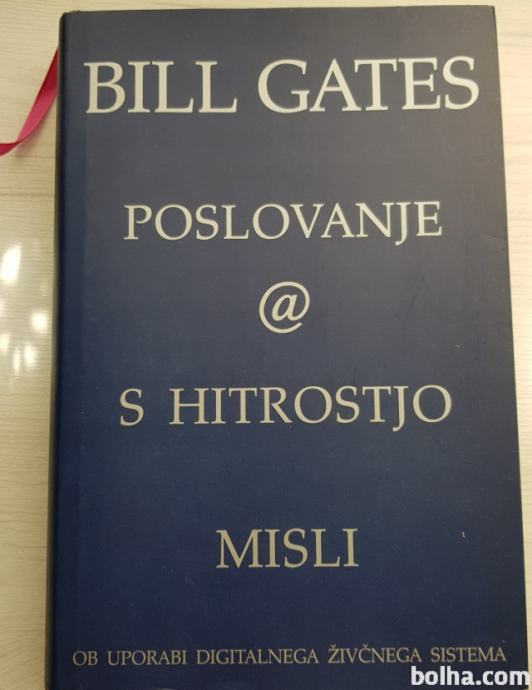 BILL GATES
POSLOVANJE
@
S HITROSTJO
MISLI
OB UPORABI DIGITALNEGA ŽIVČNEGA SISTEMA
bolha.com